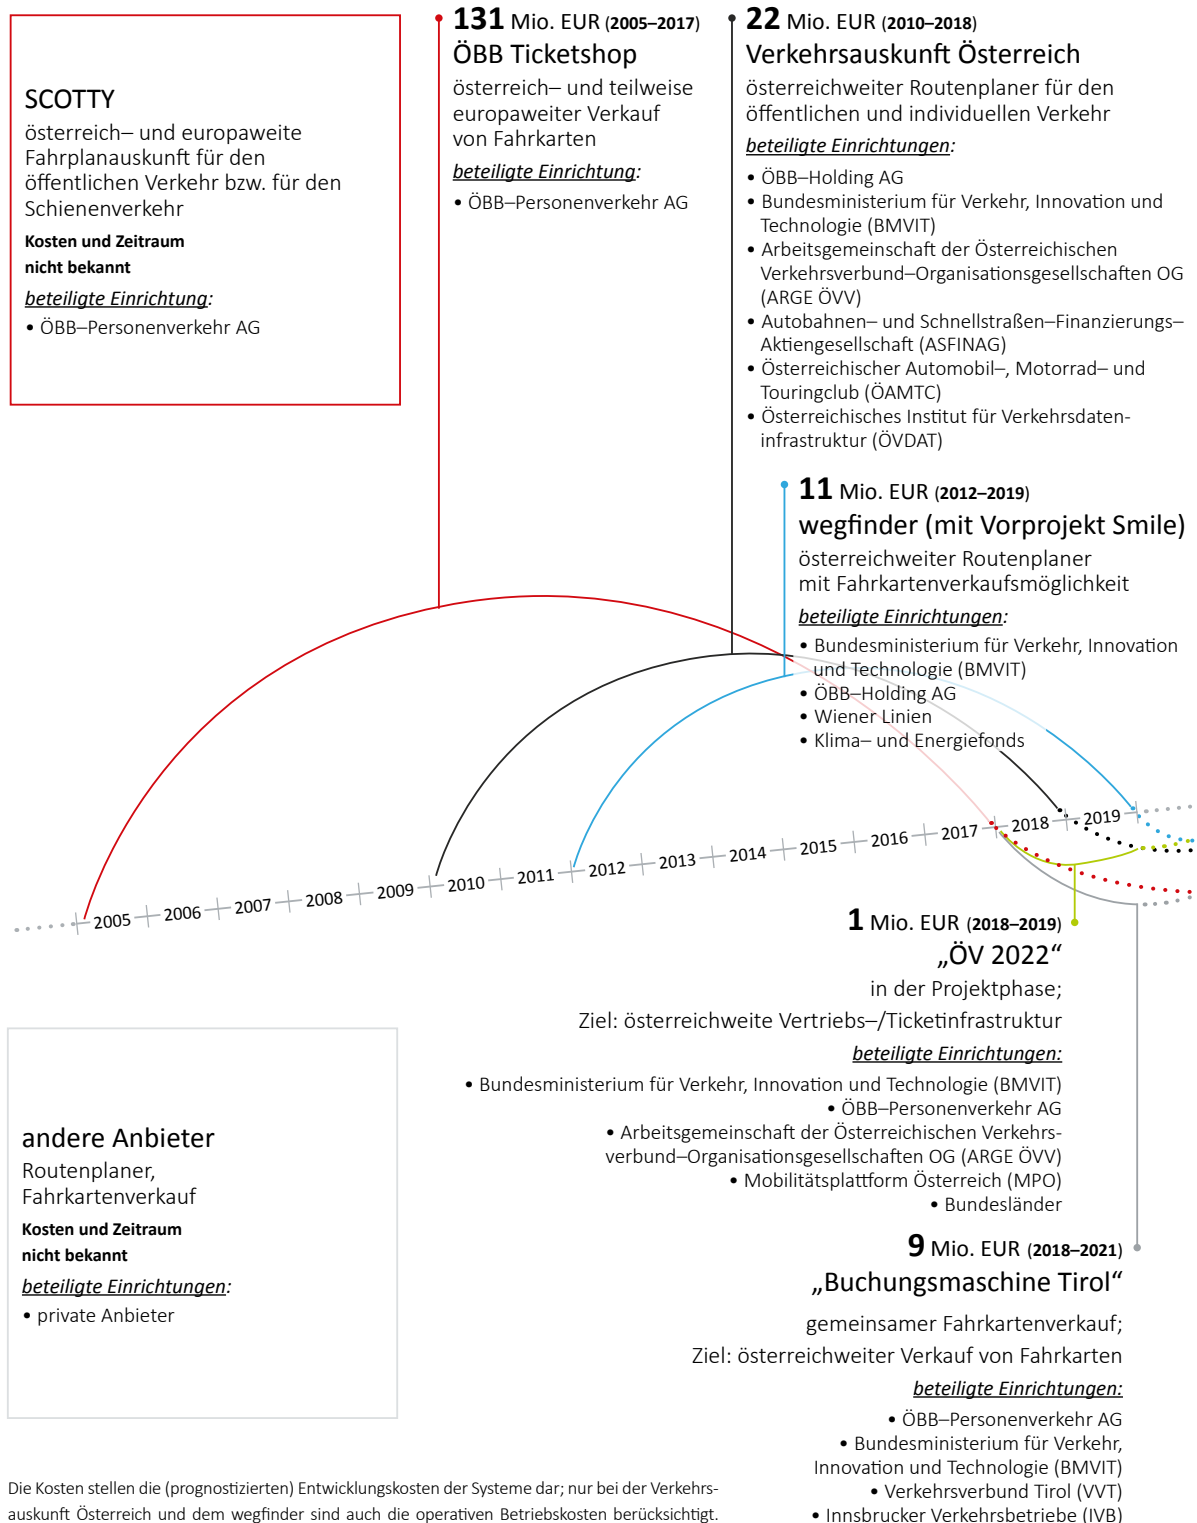 SCOTTY
österreich– und europaweite
Fahrplanauskunft für den
öffentlichen Verkehr bzw. für den
Schienenverkehr
Kosten und Zeitraum
nicht bekannt
beteiligte Einrichtung:
• ÖBB–Personenverkehr AG
131 Mio. EUR (2005–2017)
ÖBB Ticketshop
österreich– und teilweise
europaweiter Verkauf
von Fahrkarten
beteiligte Einrichtung:
• ÖBB–Personenverkehr AG
22 Mio. EUR (2010–2018)
Verkehrsauskunft Österreich
österreichweiter Routenplaner für den
öffentlichen und individuellen Verkehr
beteiligte Einrichtungen:
• ÖBB–Holding AG
• Bundesministerium für Verkehr, Innovation und
Technologie (BMVIT)
• Arbeitsgemeinschaft der Österreichischen
Verkehrsverbund–Organisationsgesellschaften OG
(ARGE ÖVV)
• Autobahnen– und Schnellstraßen–Finanzierungs–
Aktiengesellschaft (ASFINAG)
• Österreichischer Automobil–, Motorrad– und
Touringclub (ÖAMTC)
• Österreichisches Institut für Verkehrsdaten-
infrastruktur (ÖVDAT)
11 Mio. EUR (2012–2019)
wegfinder (mit Vorprojekt Smile)
österreichweiter Routenplaner
mit Fahrkartenverkaufsmöglichkeit
beteiligte Einrichtungen:
• Bundesministerium für Verkehr, Innovation
und Technologie (BMVIT)
• ÖBB–Holding AG
• Wiener Linien
• Klima– und Energiefonds
2005 2006 2007 2008 2009 2010 2011 2012 2013 2014 2015 2016 2017 2018 2019
1 Mio. EUR (2018–2019)
„ÖV 2022“
in der Projektphase;
Ziel: österreichweite Vertriebs–/Ticketinfrastruktur
beteiligte Einrichtungen:
• Bundesministerium für Verkehr, Innovation und Technologie (BMVIT)
• ÖBB–Personenverkehr AG
• Arbeitsgemeinschaft der Österreichischen Verkehrs-
verbund–Organisationsgesellschaften OG (ARGE ÖVV)
• Mobilitätsplattform Österreich (MPO)
• Bundesländer
9 Mio. EUR (2018–2021)
„Buchungsmaschine Tirol“
gemeinsamer Fahrkartenverkauf;
Ziel: österreichweiter Verkauf von Fahrkarten
beteiligte Einrichtungen:
• ÖBB–Personenverkehr AG
• Bundesministerium für Verkehr,
Innovation und Technologie (BMVIT)
• Verkehrsverbund Tirol (VVT)
• Innsbrucker Verkehrsbetriebe (IVB)
andere Anbieter
Routenplaner,
Fahrkartenverkauf
Kosten und Zeitraum
nicht bekannt
beteiligte Einrichtungen:
• private Anbieter
Die Kosten stellen die (prognostizierten) Entwicklungskosten der Systeme dar; nur bei der Verkehrs-
auskunft Österreich und dem wegfinder sind auch die operativen Betriebskosten berücksichtigt.